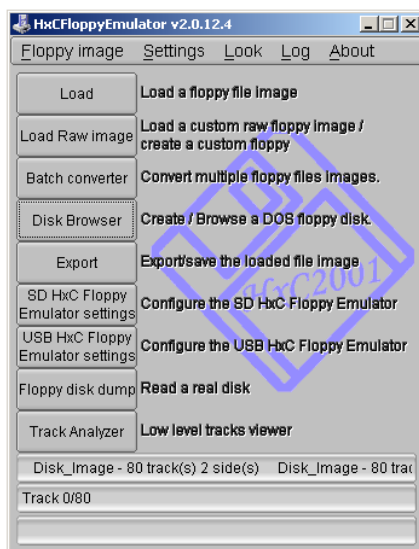 HxCFloppyEmulator v2.0.12.4
Floppy image Settings Look Log About
Load
Load a floppy file image
Load Raw image
Load a custom raw floppy image /
create a custom floppy
Batch converter
Convert multiple floppy files images.
Disk Browser
Create / Browse a DOS floppy disk.
Export
Export/save the loaded file image
SD HxC Floppy
Emulator settings
Configure the SD HxC Floppy Emulator
USB HxC Floppy
Emulator settings
Configure the USB HxC Floppy Emulator
Floppy disk dump
Read a real disk
Track Analyzer
Low level tracks viewer
HxC2001
Disk_Image - 80 track(s) 2 side(s) Disk_Image - 80 trac
Track 0/80